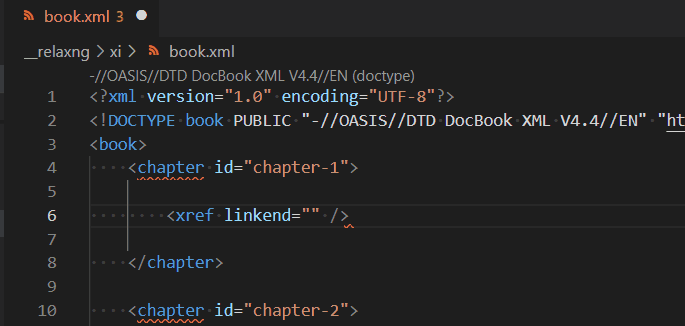 book.xml 3
__relaxng > xi > book.xml
-//OASIS//DTD DocBook XML V4.4//EN (doctype)
1 <?xml version="1.0" encoding="UTF-8"?>
2 <!DOCTYPE book PUBLIC "-//OASIS//DTD DocBook XML V4.4//EN" "ht
3 <book>
4 <chapter id="chapter-1">
5
6 <xref linkend="" />
7
8 </chapter>
9
10 <chapter id="chapter-2">